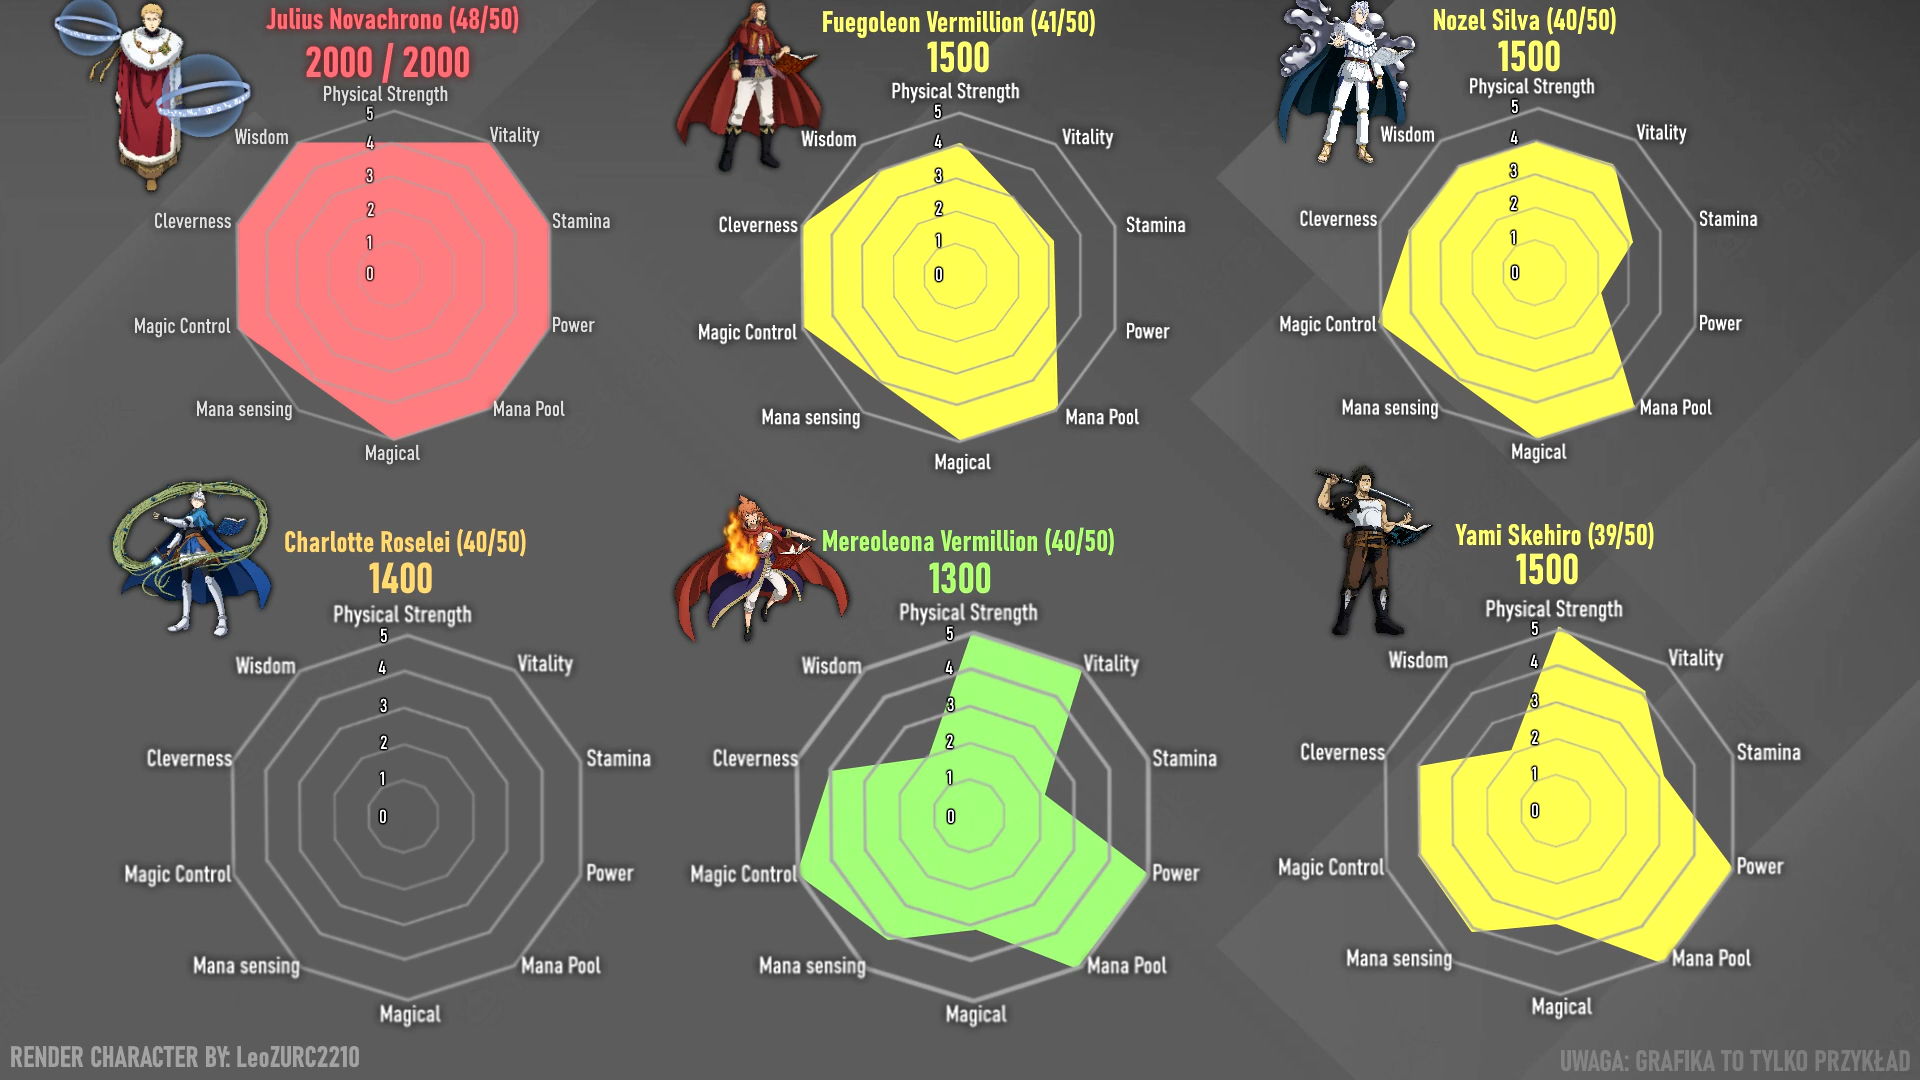 Julius Novachrono (48/50)
2000 / 2000
Physical Strength
5
Wisdom
Vitality
4
3
2
Cleverness
Stamina
1
0
Magic Control
Power
Mana sensing
Mana Pool
Magical
Fuegoleon Vermillion (41/50)
1500
Physical Strength
5
Wisdom
Vitality
4
3
2
Cleverness
Stamina
1
0
Magic Control
Power
Mana sensing
Mana Pool
Magical
Nozel Silva (40/50)
1500
Physical Strength
5
Wisdom
Vitality
4
3
2
Cleverness
Stamina
1
0
Magic Control
Power
Mana sensing
Mana Pool
Magical
Charlotte Roselei (40/50)
1400
Physical Strength
5
Wisdom
Vitality
4
3
2
Cleverness
Stamina
1
0
Magic Control
Power
Mana sensing
Mana Pool
Magical
Mereoleona Vermillion (40/50)
1300
Physical Strength
5
Wisdom
Vitality
4
3
2
Cleverness
Stamina
1
0
Magic Control
Power
Mana sensing
Mana Pool
Magical
Yami Skehiro (39/50)
1500
Physical Strength
5
Wisdom
Vitality
4
3
2
Cleverness
Stamina
1
0
Magic Control
Power
Mana sensing
Mana Pool
Magical
RENDER CHARACTER BY: LeoZURC2210
UWAGA: GRAFIKA TO TYLKO PRZYKŁAD